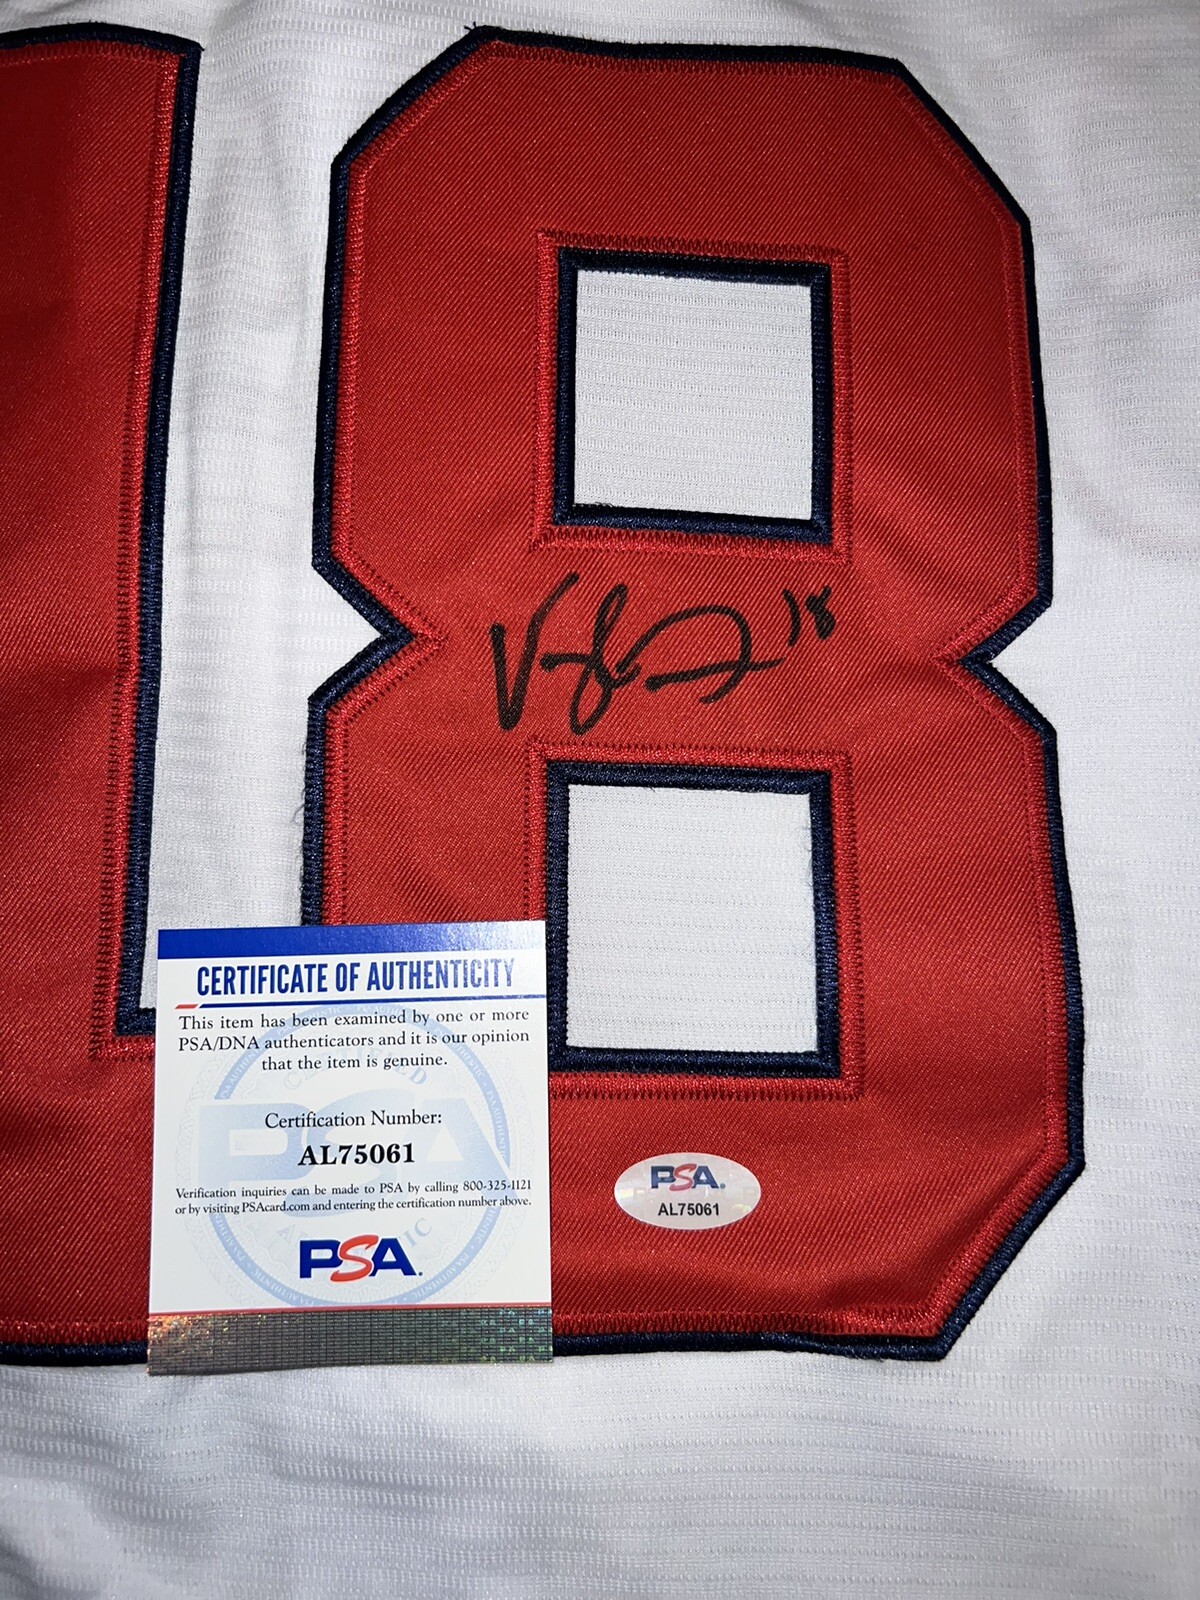 18
18
CERTIFICATE OF AUTHENTICITY
This item has been examined by one or more
PSA/DNA authenticators and it is our opinion
that the item is genuine.
Certification Number:
AL75061
Verification inquiries can be made to PSA by calling 800-325-1121
or by visiting PSAcard.com and entering the certification number above.
PSA.
PSA.
AL75061